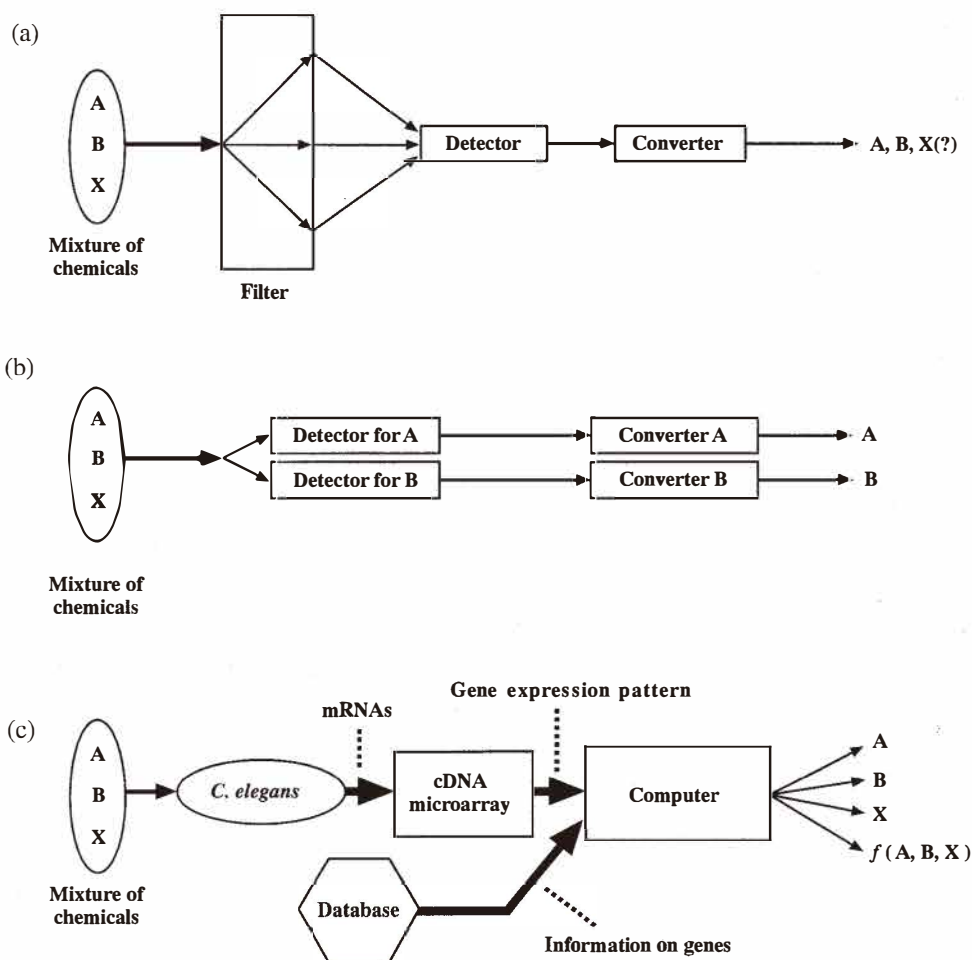 (a)
A
B
X
Mixture of
chemicals
Filter
Detector
Converter
A, B, X(?)
(b)
A
B
X
Mixture of
chemicals
Detector for A
Converter A
A
Detector for B
Converter B
B
(c)
A
B
X
Mixture of
chemicals
C. elegans
mRNAs
cDNA
microarray
Gene expression pattern
Computer
A
B
X
f (A, B, X)
Database
Information on genes